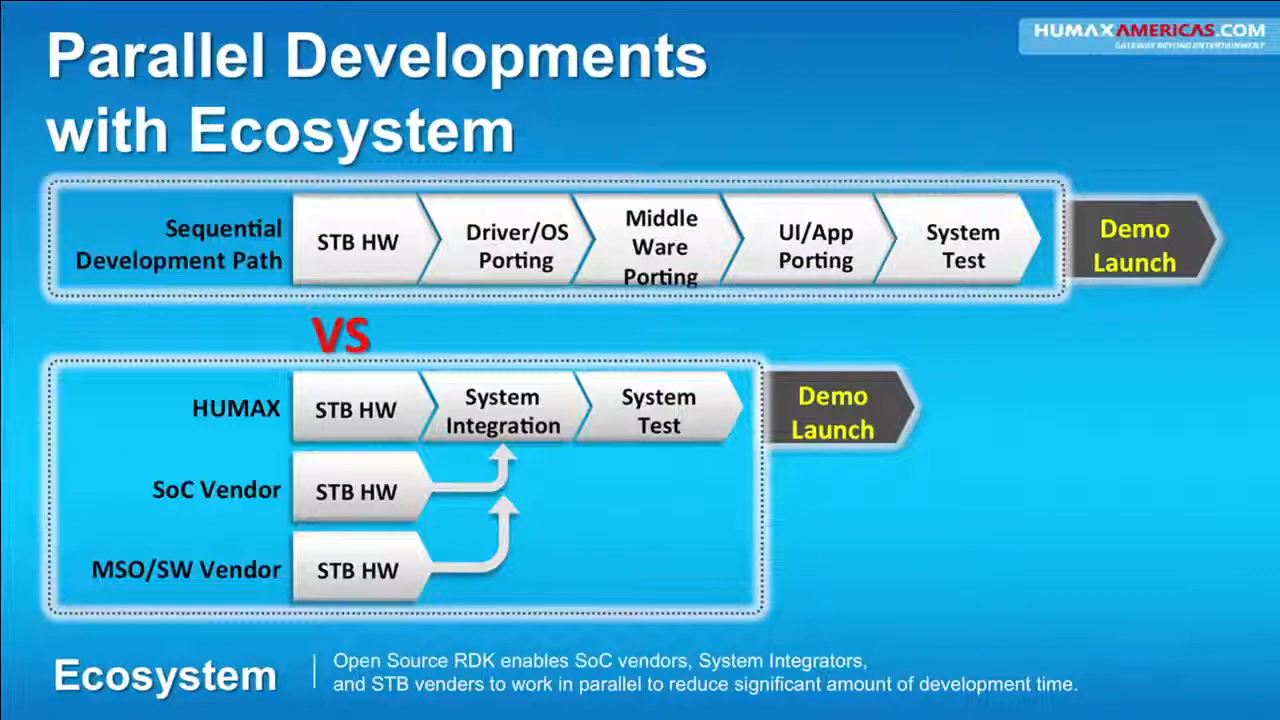 HUMAXAMERICAS.COM
GATEWAY BEYOND ENTERTAINMENT
Parallel Developments
with Ecosystem
Sequential
Development Path
STB HW
Driver/OS
Porting
Middle
Ware
Porting
UI/App
Porting
System
Test
Demo
Launch
VS
HUMAX
STB HW
System
Integration
System
Test
Demo
Launch
SoC Vendor
STB HW
MSO/SW Vendor
STB HW
Ecosystem
Open Source RDK enables SoC vendors, System Integrators,
and STB venders to work in parallel to reduce significant amount of development time.